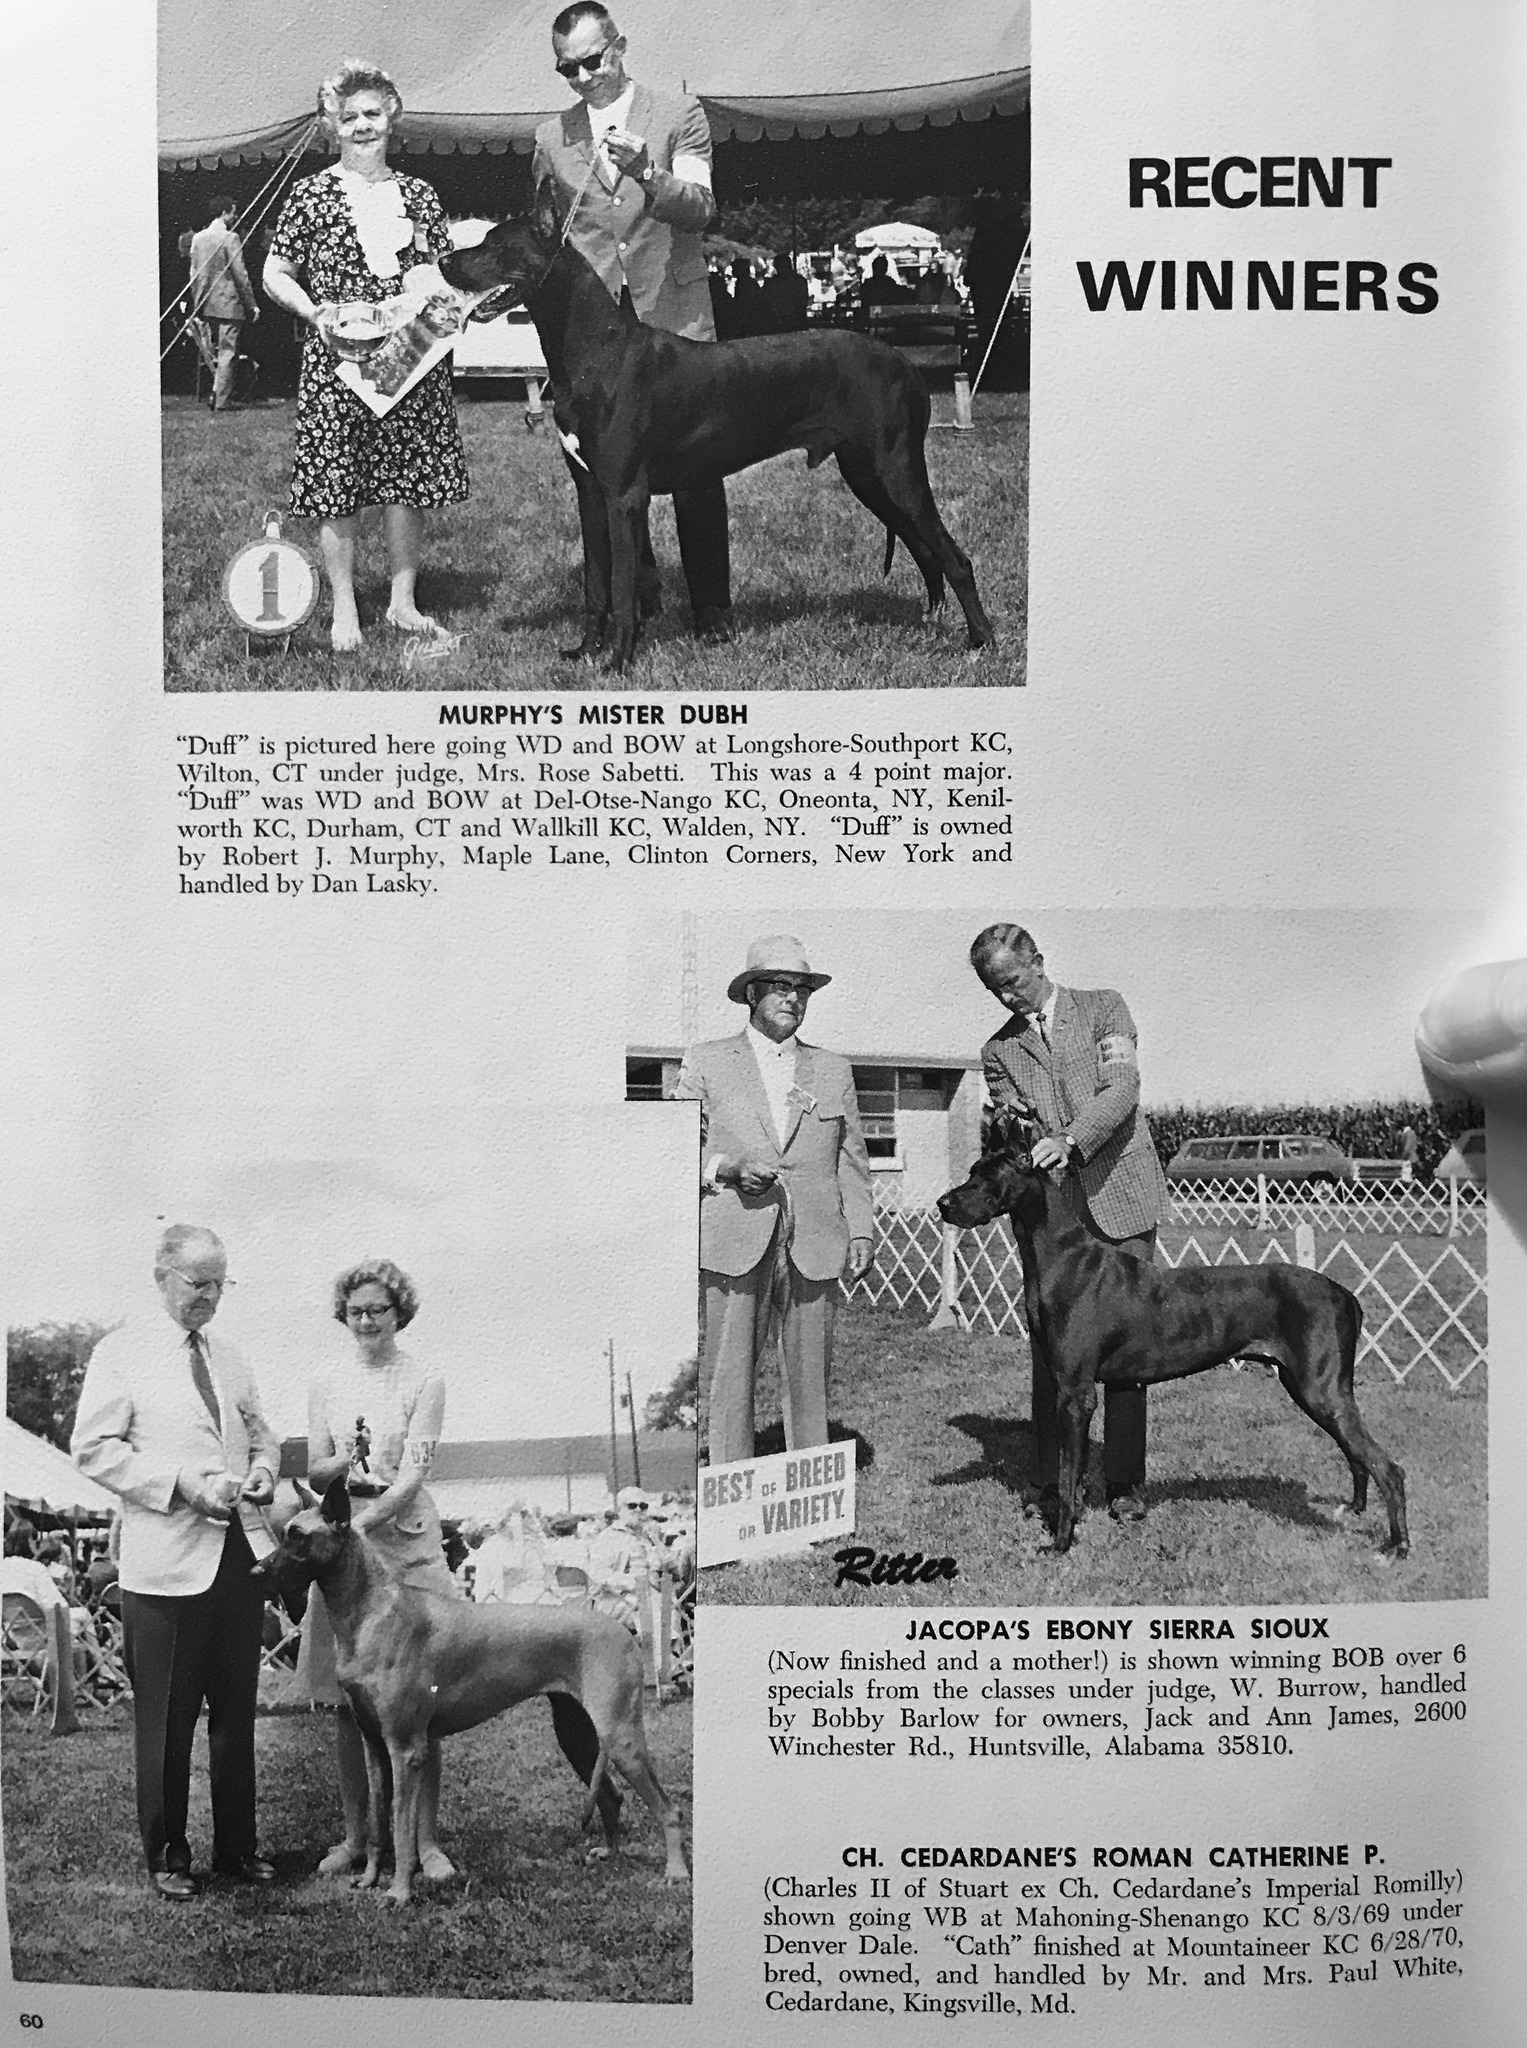 RECENT
WINNERS
1
Gilbert
MURPHY'S MISTER DUBH
"Duff" is pictured here going WD and BOW at Longshore-Southport KC,
Wilton, CT under judge, Mrs. Rose Sabetti. This was a 4 point major.
"Duff" was WD and BOW at Del-Otse-Nango KC, Oneonta, NY, Kenil-
worth KC, Durham, CT and Wallkill KC, Walden, NY. "Duff" is owned
by Robert J. Murphy, Maple Lane, Clinton Corners, New York and
handled by Dan Lasky.
BEST OF BREED
OR VARIETY
Ritter
JACOPA'S EBONY SIERRA SIOUX
(Now finished and a mother!) is shown winning BOB over 6
specials from the classes under judge, W. Burrow, handled
by Bobby Barlow for owners, Jack and Ann James, 2600
Winchester Rd., Huntsville, Alabama 35810.
CH. CEDARDANE'S ROMAN CATHERINE P.
(Charles II of Stuart ex Ch. Cedardane's Imperial Romilly)
shown going WB at Mahoning-Shenango KC 8/3/69 under
Denver Dale. "Cath" finished at Mountaineer KC 6/28/70,
bred, owned, and handled by Mr. and Mrs. Paul White,
Cedardane, Kingsville, Md.
60